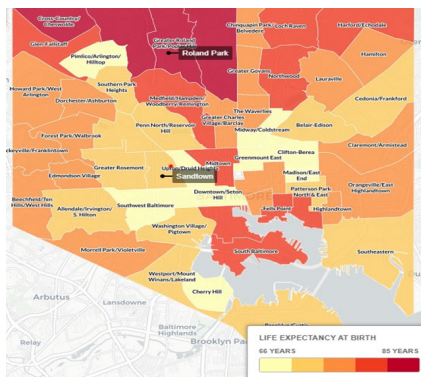 Cross-Country/
Cheswolde
Glen-Fallstaff
Greater Roland
Roland Park
Chinquapin Park/
Belvedere
Loch Raven
Harford/Echodale
Pimlico/Arlington/
Hilltop
Howard Park/West
Arlington
Southern Park
Heights
Dorchester/Ashburton
Greater Govans
Northwood
Hamilton
Lauraville
Medfield/Hampden/
Woodberry/Remington
Greater Charles
Village/Barclay
The Waverlies
Cedonia/Frankford
Forest Park/Walbrook
Penn North/Reservoir
Hill
Midway/Coldstream
Belair-Edison
ckeyville/Franklintown
Greater Rosemont
Upton/Druid Heights
Midtown
Greenmount East
Clifton-Berea
Claremont/Armistead
Edmondson Village
Sandtown
Madison/East
End
Beechfield/Ten
Hills/West Hills
Allendale/Irvington/
S. Hilton
Southwest Baltimore
Downtown/Seton
Hill
Patterson Park
North & East
Orangeville/East
Highlandtown
Washington Village/
Pigtown
Fells Point
Highlandtown
Morrell Park/Violetville
South Baltimore
Southeastern
Westport/Mount
Winans/Lakeland
Cherry Hill
Arbutus
Lansdowne
Baltimore
Highlands
Relay
Brooklyn Pa
LIFE EXPECTANCY AT BIRTH
66 YEARS
85 YEARS